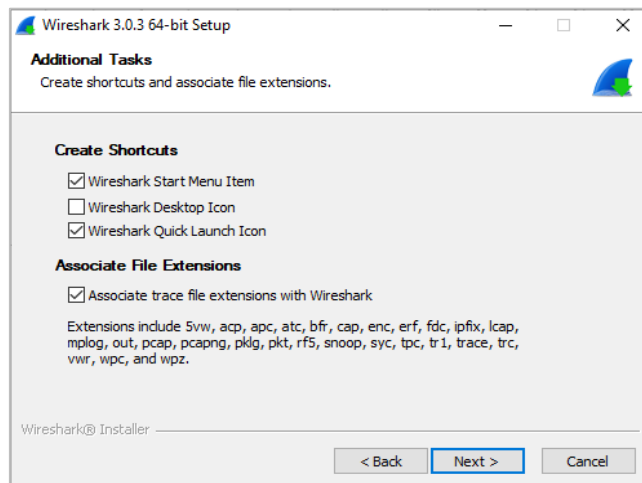 Wireshark 3.0.3 64-bit Setup
Additional Tasks
Create shortcuts and associate file extensions.
Create Shortcuts
Wireshark Start Menu Item
Wireshark Desktop Icon
Wireshark Quick Launch Icon
Associate File Extensions
Associate trace file extensions with Wireshark
Extensions include 5vw, acp, apc, atc, bfr, cap, enc, erf, fdc, ipfix, lcap,
mplog, out, pcap, pcapng, pklg, pkt, rf5, snoop, syc, tpc, tr1, trace, trc,
vwr, wpc, and wpz.
Wireshark® Installer
< Back Next > Cancel